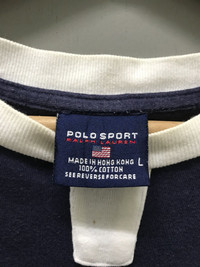 POLO SPORT
RALPH LAUREN
MADE IN HONG KONG L
100% COTTON
SEE REVERSE FOR CARE